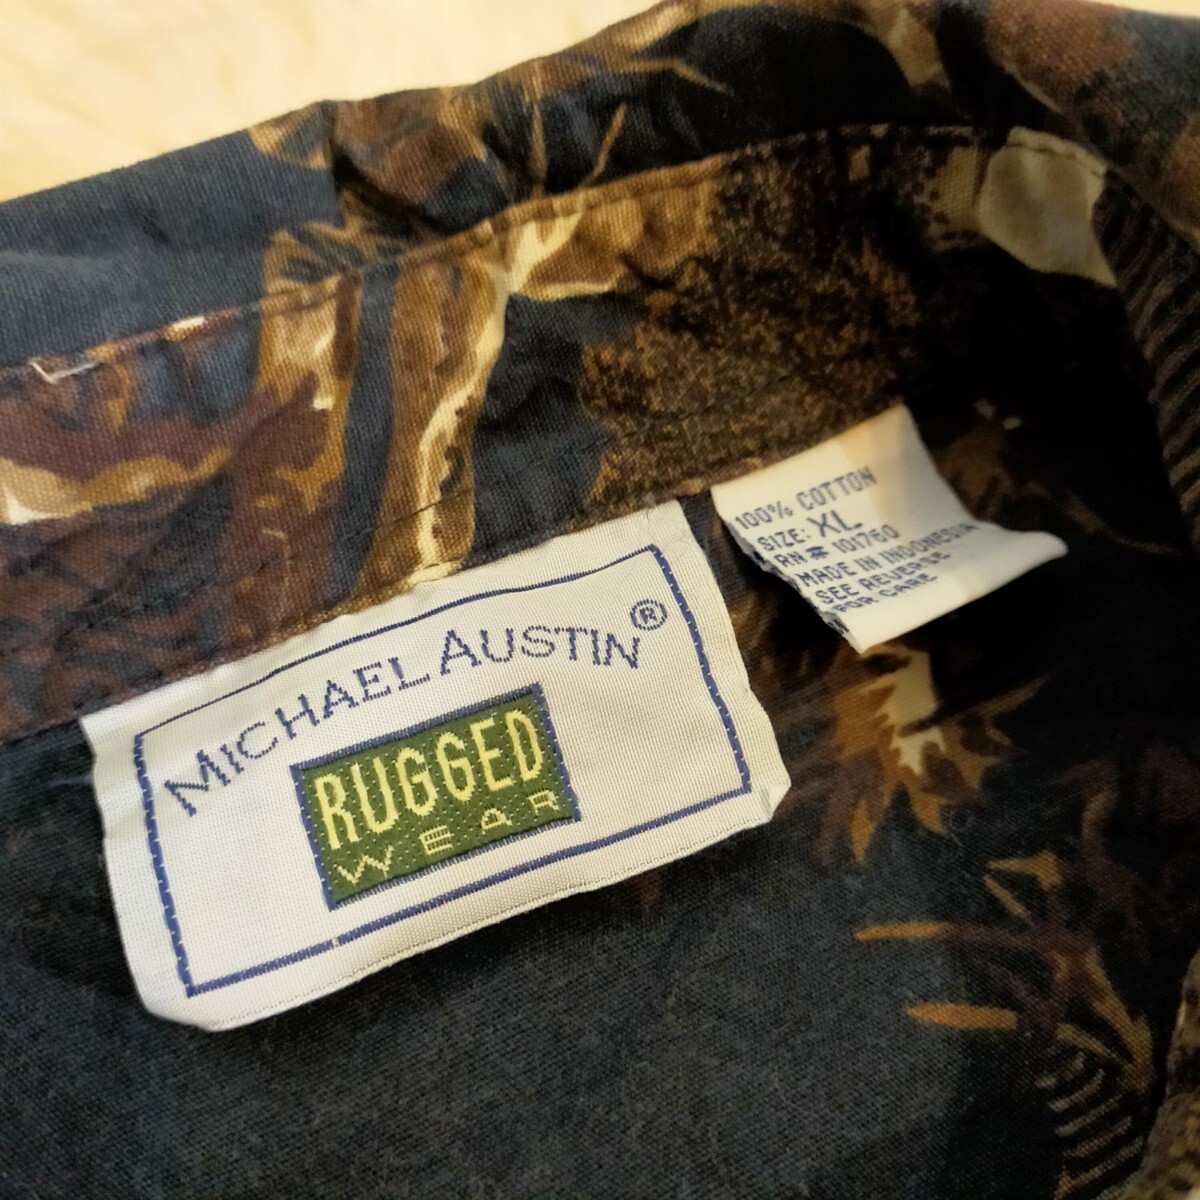 MICHAEL AUSTIN®
RUGGED
WEAR
100% COTTON
SIZE: XL
RN # 101760
MADE IN INDONESIA
SEE REVERSE
FOR CARE